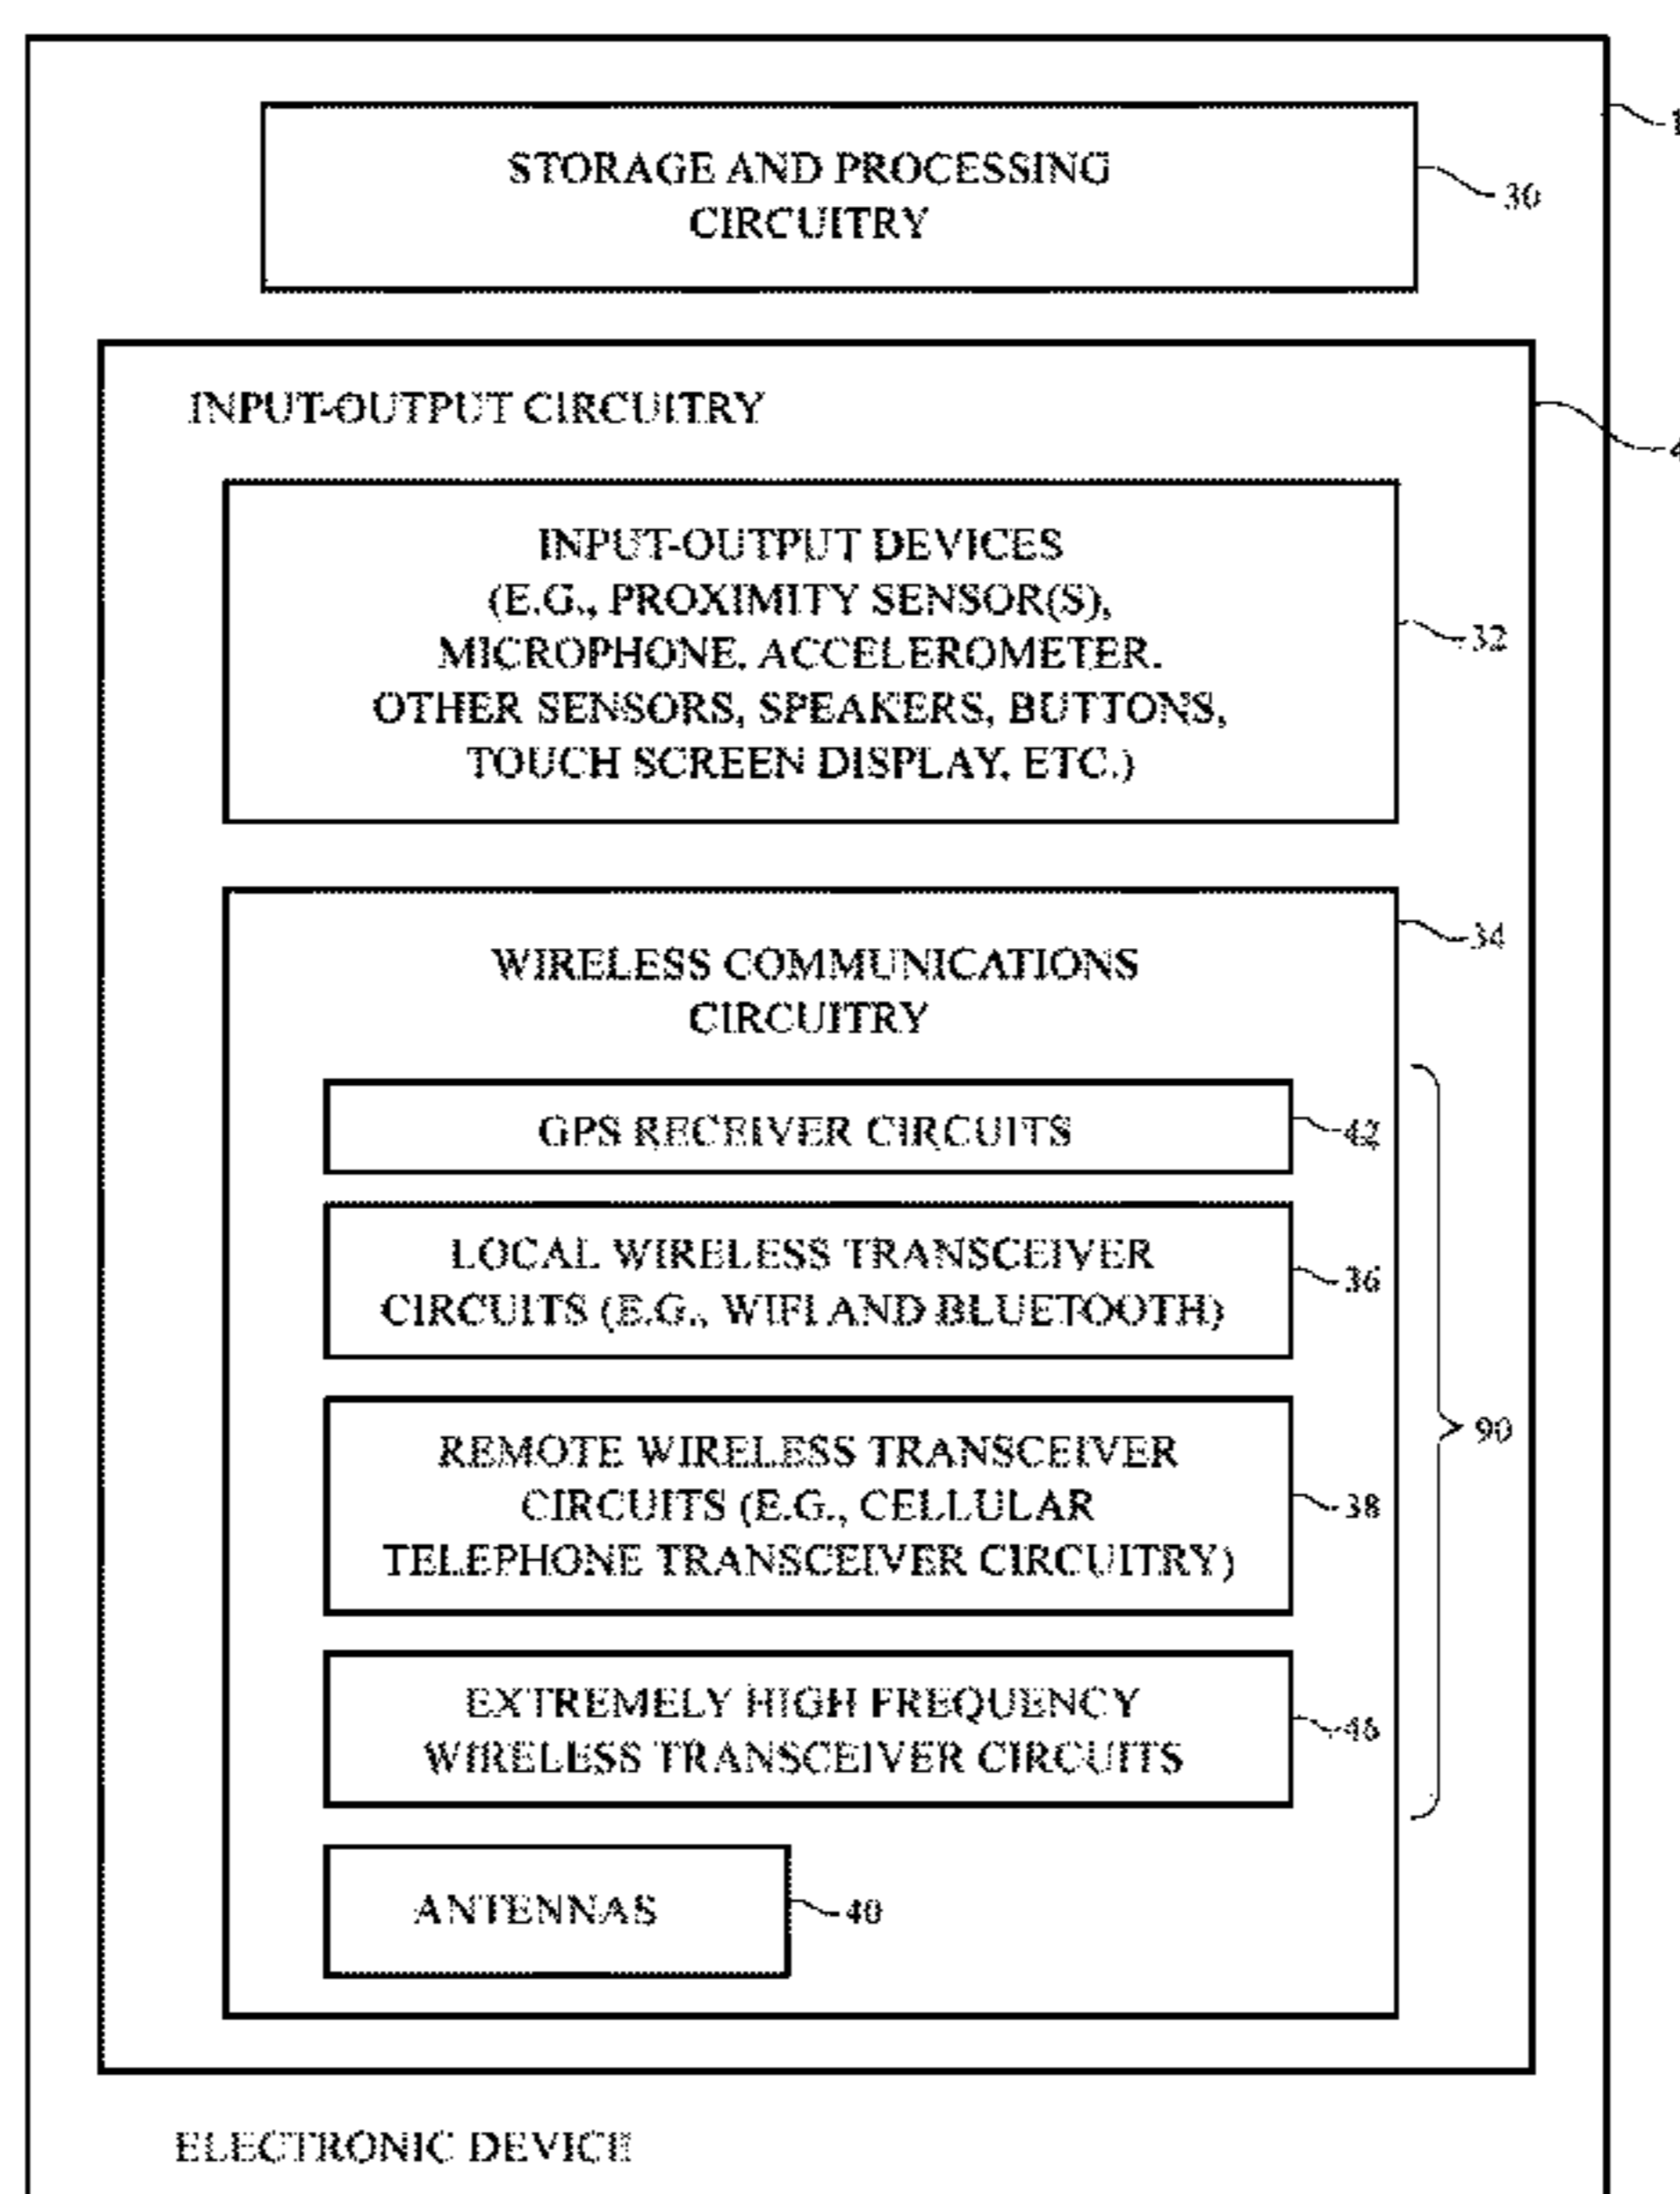 STORAGE AND PROCESSING
CIRCUITRY
30
INPUT-OUTPUT CIRCUITRY
INPUT-OUTPUT DEVICES
(E.G., PROXIMITY SENSOR(S),
MICROPHONE, ACCELEROMETER,
OTHER SENSORS, SPEAKERS, BUTTONS,
TOUCH SCREEN DISPLAY, ETC.)
32
34
WIRELESS COMMUNICATIONS
CIRCUITRY
GPS RECEIVER CIRCUITS
42
LOCAL WIRELESS TRANSCEIVER
CIRCUITS (E.G., WIFI AND BLUETOOTH)
36
90
REMOTE WIRELESS TRANSCEIVER
CIRCUITS (E.G., CELLULAR
TELEPHONE TRANSCEIVER CIRCUITRY)
38
EXTREMELY HIGH FREQUENCY
WIRELESS TRANSCEIVER CIRCUITS
46
ANTENNAS
40
ELECTRONIC DEVICE